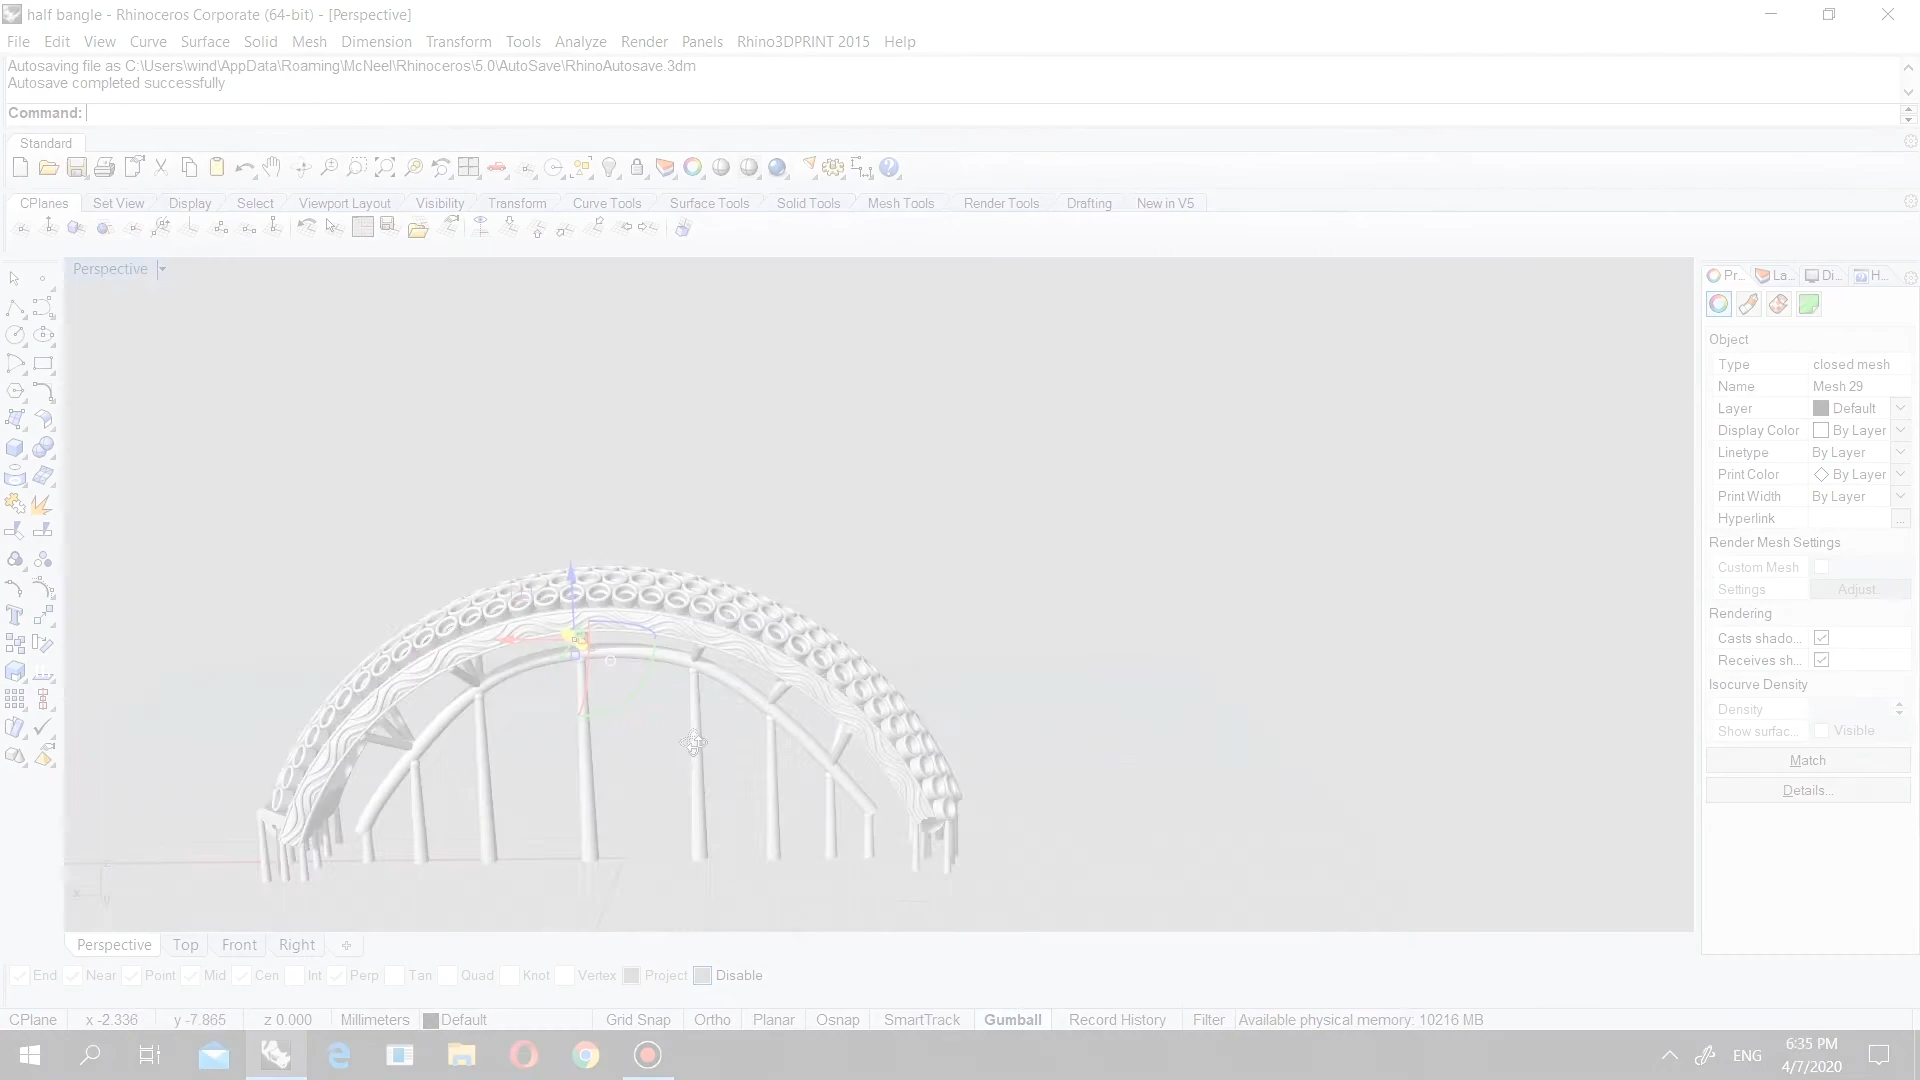 half bangle - Rhinoceros Corporate (64-bit) - [Perspective]
File Edit View Curve Surface Solid Mesh Dimension Transform Tools Analyze Render Panels Rhino3DPRINT 2015 Help
Autosaving file as C:\Users\wind\AppData\Roaming\McNeel\Rhinoceros\5.0\AutoSave\RhinoAutosave.3dm
Autosave completed successfully
Command:
Standard
CPlanes Set View Display Select Viewport Layout Visibility Transform Curve Tools Surface Tools Solid Tools Mesh Tools Render Tools Drafting New in V5
Perspective
Pr... La... Di... H...
Object
Type closed mesh
Name Mesh 29
Layer Default
Display Color By Layer
Linetype By Layer
Print Color By Layer
Print Width By Layer
Hyperlink ...
Render Mesh Settings
Custom Mesh
Settings Adjust..
Rendering
Casts shado...
Receives sh...
Isocurve Density
Density
Show surfac... Visible
Match
Details...
x y
Perspective Top Front Right
End Near Point Mid Cen Int Perp Tan Quad Knot Vertex Project Disable
CPlane x -2.336 y -7.865 z 0.000 Millimeters Default Grid Snap Ortho Planar Osnap SmartTrack Gumball Record History Filter Available physical memory: 10216 MB
ENG
6:35 PM
4/7/2020